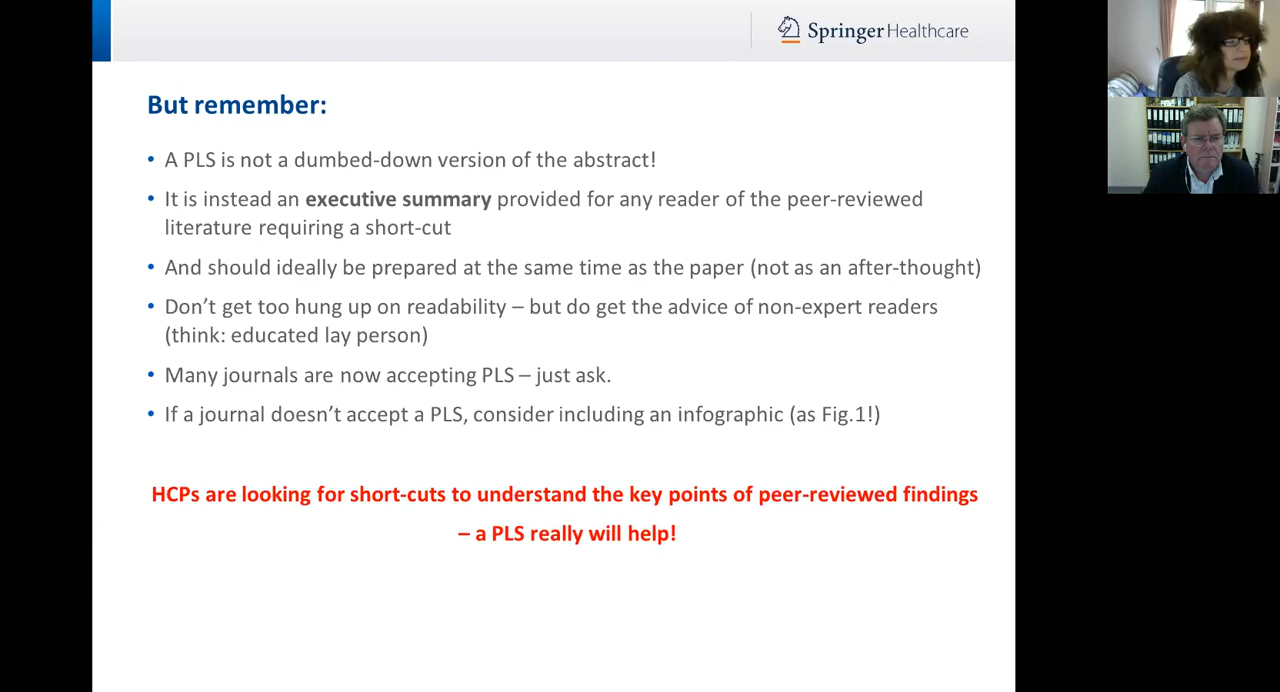 Springer Healthcare
But remember:
• A PLS is not a dumbed-down version of the abstract!
• It is instead an executive summary provided for any reader of the peer-reviewed
literature requiring a short-cut
• And should ideally be prepared at the same time as the paper (not as an after-thought)
• Don’t get too hung up on readability – but do get the advice of non-expert readers
(think: educated lay person)
• Many journals are now accepting PLS – just ask.
• If a journal doesn’t accept a PLS, consider including an infographic (as Fig.1!)
HCPs are looking for short-cuts to understand the key points of peer-reviewed findings
– a PLS really will help!